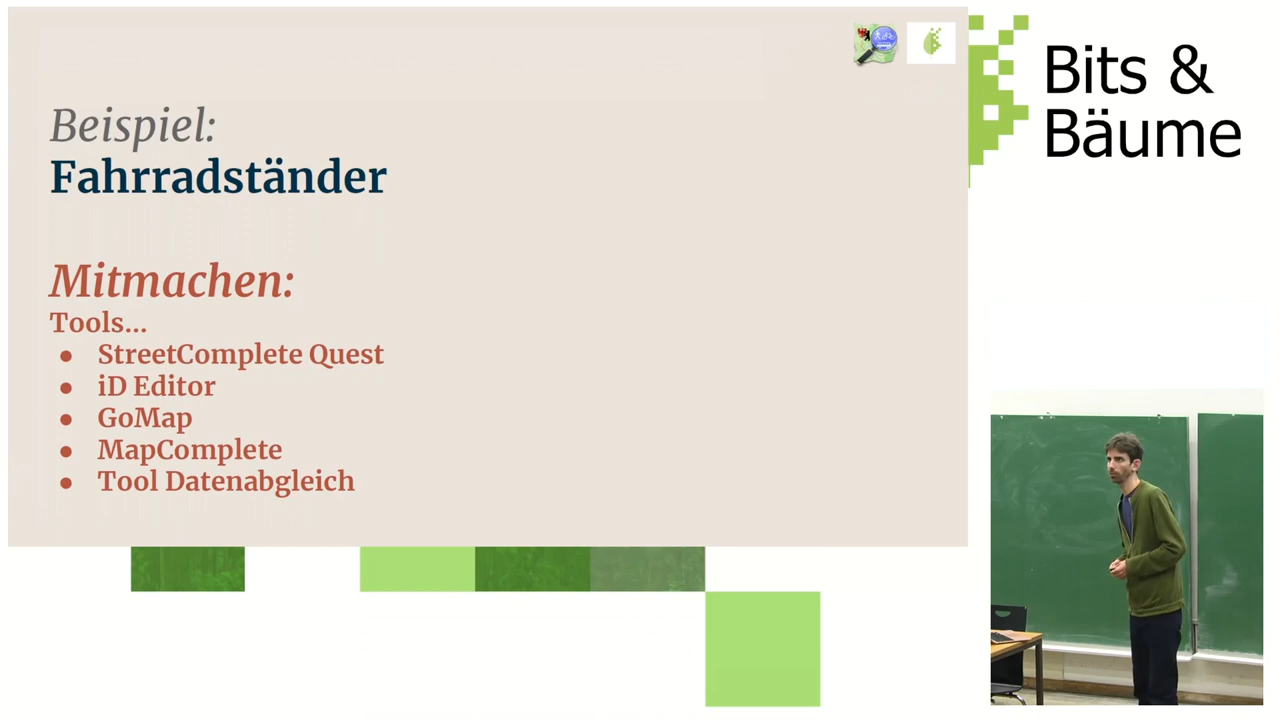 Beispiel:
Fahrradständer
Mitmachen:
Tools...
● StreetComplete Quest
● iD Editor
● GoMap
● MapComplete
● Tool Datenabgleich
Bits &
Bäume